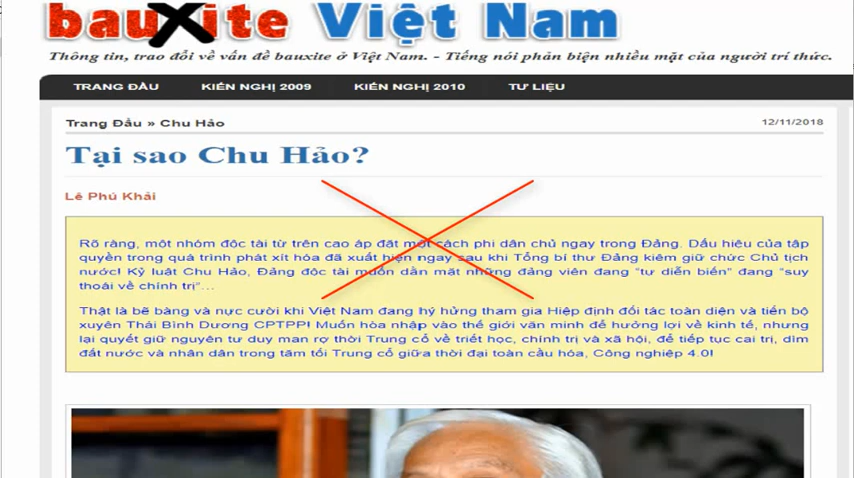 bauxite Việt Nam
Thông tin, trao đổi về vấn đề bauxite ở Việt Nam. - Tiếng nói phản biện nhiều mặt của người trí thức.
TRANG ĐẦU KIẾN NGHỊ 2009 KIẾN NGHỊ 2010 TƯ LIỆU
Trang Đầu » Chu Hảo 12/11/2018
Tại sao Chu Hảo?
Lê Phú Khải
Rõ ràng, một nhóm độc tài từ trên cao áp đặt một cách phi dân chủ ngay trong Đảng. Dấu hiệu của tập
quyền trong quá trình phát xít hóa đã xuất hiện ngay sau khi Tổng bí thư Đảng kiêm giữ chức Chủ tịch
nước! Kỷ luật Chu Hảo, Đảng độc tài muốn dằn mặt những đảng viên đang “tự diễn biến” đang “suy
thoái về chính trị”…
Thật là bẽ bàng và nực cười khi Việt Nam đang hý hửng tham gia Hiệp định đối tác toàn diện và tiến bộ
xuyên Thái Bình Dương CPTPP! Muốn hòa nhập vào thế giới văn minh để hưởng lợi về kinh tế, nhưng
lại quyết giữ nguyên tư duy man rợ thời Trung cổ về triết học, chính trị và xã hội, để tiếp tục cai trị, dìm
đất nước và nhân dân trong tăm tối Trung cổ giữa thời đại toàn cầu hóa, Công nghiệp 4.0!